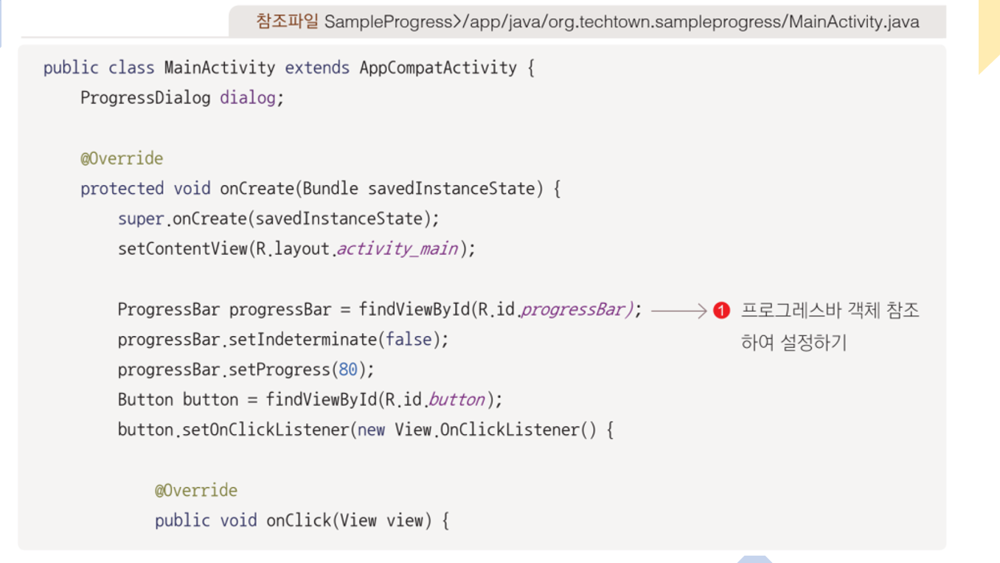 참조파일 SampleProgress>/app/java/org.techtown.sampleprogress/MainActivity.java
public class MainActivity extends AppCompatActivity {
ProgressDialog dialog;
@Override
protected void onCreate(Bundle savedInstanceState) {
super.onCreate(savedInstanceState);
setContentView(R.layout.activity_main);
ProgressBar progressBar = findViewById(R.id.progressBar); ❶ 프로그레스바 객체 참조
progressBar.setIndeterminate(false); 하여 설정하기
progressBar.setProgress(80);
Button button = findViewById(R.id.button);
button.setOnClickListener(new View.OnClickListener() {
@Override
public void onClick(View view) {